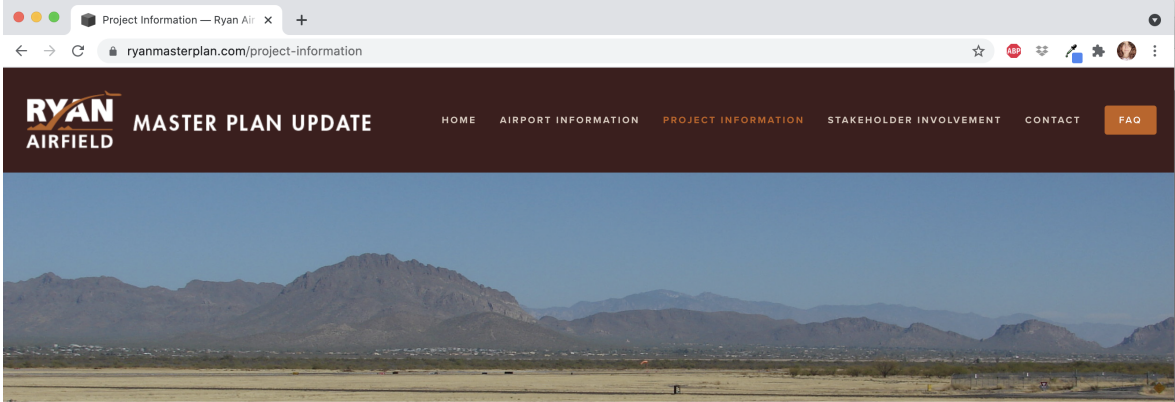 Project Information — Ryan Air
ryanmasterplan.com/project-information
ABP
RYAN
AIRFIELD
MASTER PLAN UPDATE
HOME
AIRPORT INFORMATION
PROJECT INFORMATION
STAKEHOLDER INVOLVEMENT
CONTACT
FAQ